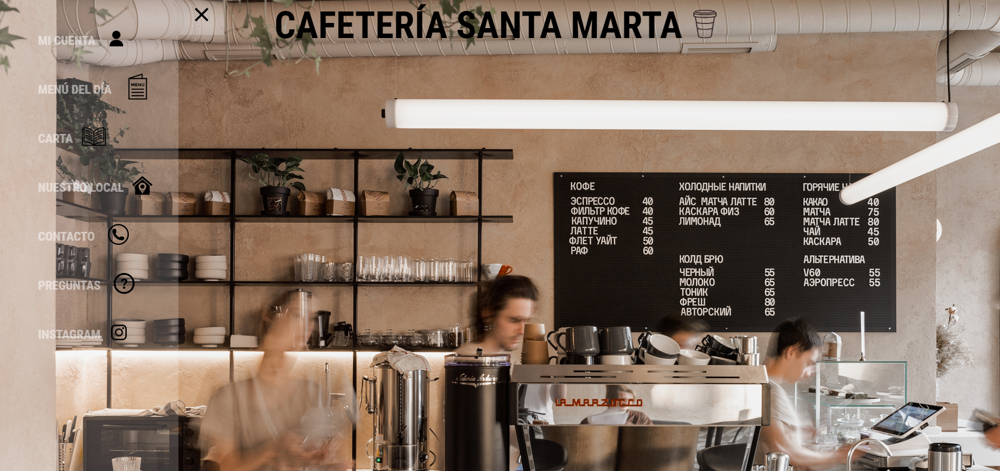 CAFETERÍA SANTA MARTA
MI CUENTA
MENÚ DEL DÍA
MENU
CARTA
NUESTRO LOCAL
CONTACTO
PREGUNTAS
INSTAGRAM
КОФЕ
ЭСПРЕССО 40
ФИЛЬТР КОФЕ 40
КАПУЧИНО 45
ЛАТТЕ 45
ФЛЕТ УАЙТ 50
РАФ 60
ХОЛОДНЫЕ НАПИТКИ
АЙС МАТЧА ЛАТТЕ 80
КАСКАРА ФИЗ 60
ЛИМОНАД 65
КОЛД БРЮ
ЧЕРНЫЙ 55
МОЛОКО 65
ТОНИК 65
ФРЕШ 80
АВТОРСКИЙ 65
ГОРЯЧИЕ
КАКАО 40
МАТЧА 75
МАТЧА ЛАТТЕ 80
ЧАЙ 45
КАСКАРА 50
АЛЬТЕРНАТИВА
V60 55
АЭРОПРЕСС 55
Victoria Arduino
LA MARZOCCO